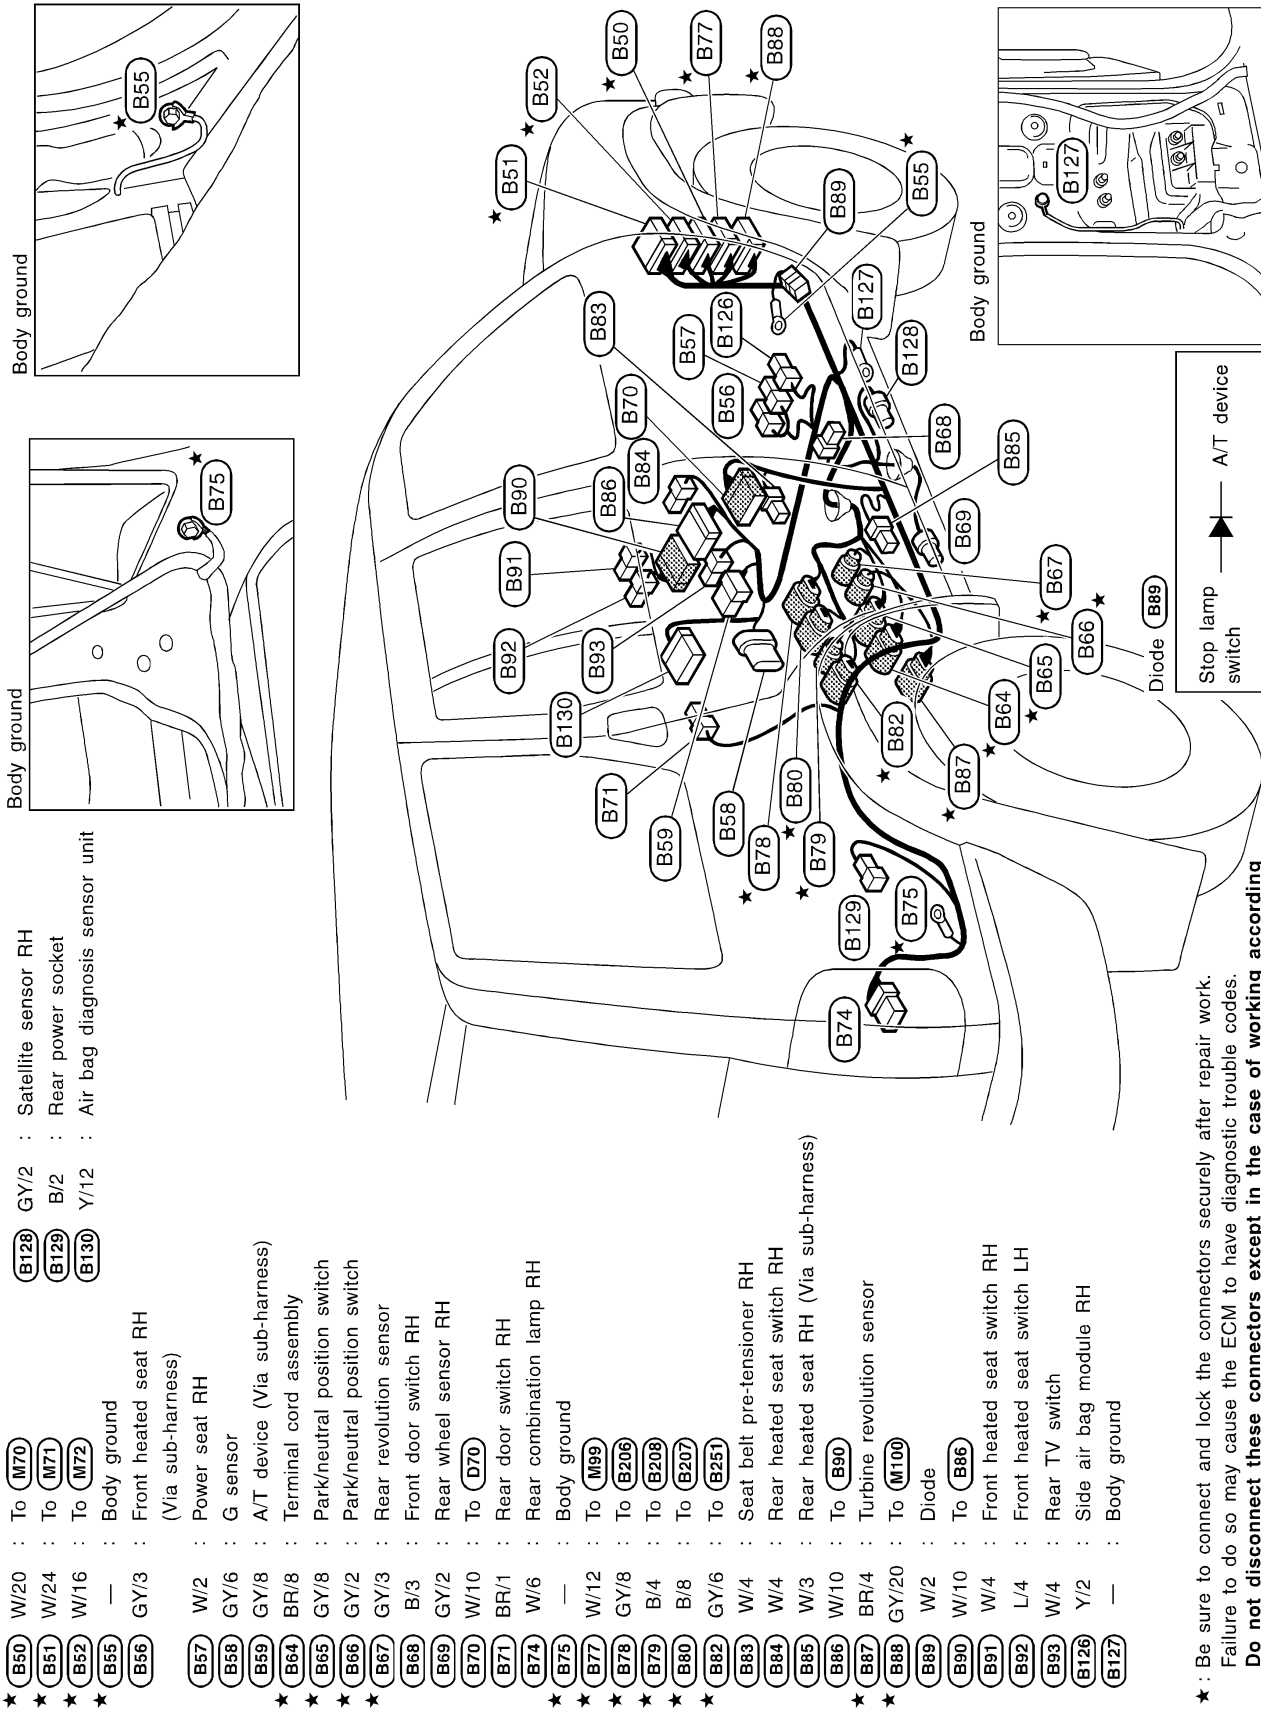 ★ B50 W/20 : To M70
★ B51 W/24 : To M71
★ B52 W/16 : To M72
★ B55 — : Body ground
B56 GY/3 : Front heated seat RH
(Via sub-harness)
B57 W/2 : Power seat RH
B58 GY/6 : G sensor
B59 GY/8 : A/T device (Via sub-harness)
★ B64 BR/8 : Terminal cord assembly
★ B65 GY/8 : Park/neutral position switch
★ B66 GY/2 : Park/neutral position switch
★ B67 GY/3 : Rear revolution sensor
B68 B/3 : Front door switch RH
B69 GY/2 : Rear wheel sensor RH
B70 W/10 : To D70
B71 BR/1 : Rear door switch RH
B74 W/6 : Rear combination lamp RH
★ B75 — : Body ground
★ B77 W/12 : To M99
★ B78 GY/8 : To B206
★ B79 B/4 : To B208
★ B80 B/8 : To B207
★ B82 GY/6 : To B251
B83 W/4 : Seat belt pre-tensioner RH
B84 W/4 : Rear heated seat switch RH
B85 W/3 : Rear heated seat RH (Via sub-harness)
B86 W/10 : To B90
★ B87 BR/4 : Turbine revolution sensor
★ B88 GY/20 : To M100
B89 W/2 : Diode
B90 W/10 : To B86
B91 W/4 : Front heated seat switch RH
B92 L/4 : Front heated seat switch LH
B93 W/4 : Rear TV switch
B126 Y/2 : Side air bag module RH
B127 — : Body ground
B128 GY/2 : Satellite sensor RH
B129 B/2 : Rear power socket
B130 Y/12 : Air bag diagnosis sensor unit
Body ground
B75 ★
Body ground
★ B55
B71
B130
B92
B91
B90
B86
B84
B70
B83
B56
B57
B126
★ B51
★ B52
★ B50
★ B77
★ B88
B59
B93
B58
★ B78
★ B80
★ B79
B129
★ B75
B74
★ B82
★ B87
★ B64
★ B65
★ B66
★ B67
B69
B85
B68
B128
B127
B89
★ B55
Body ground
B127
Diode B89
Stop lamp
switch
A/T device
★ : Be sure to connect and lock the connectors securely after repair work.
Failure to do so may cause the ECM to have diagnostic trouble codes.
Do not disconnect these connectors except in the case of working according